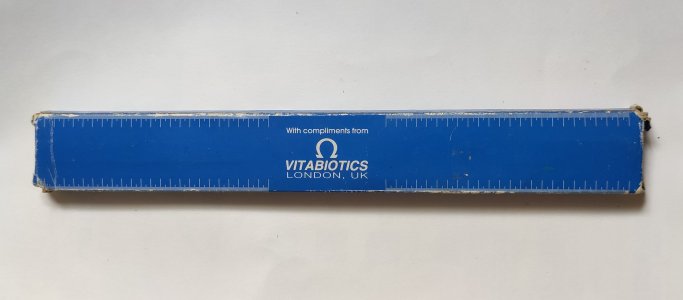 With compliments from
VITABIOTICS
LONDON, UK